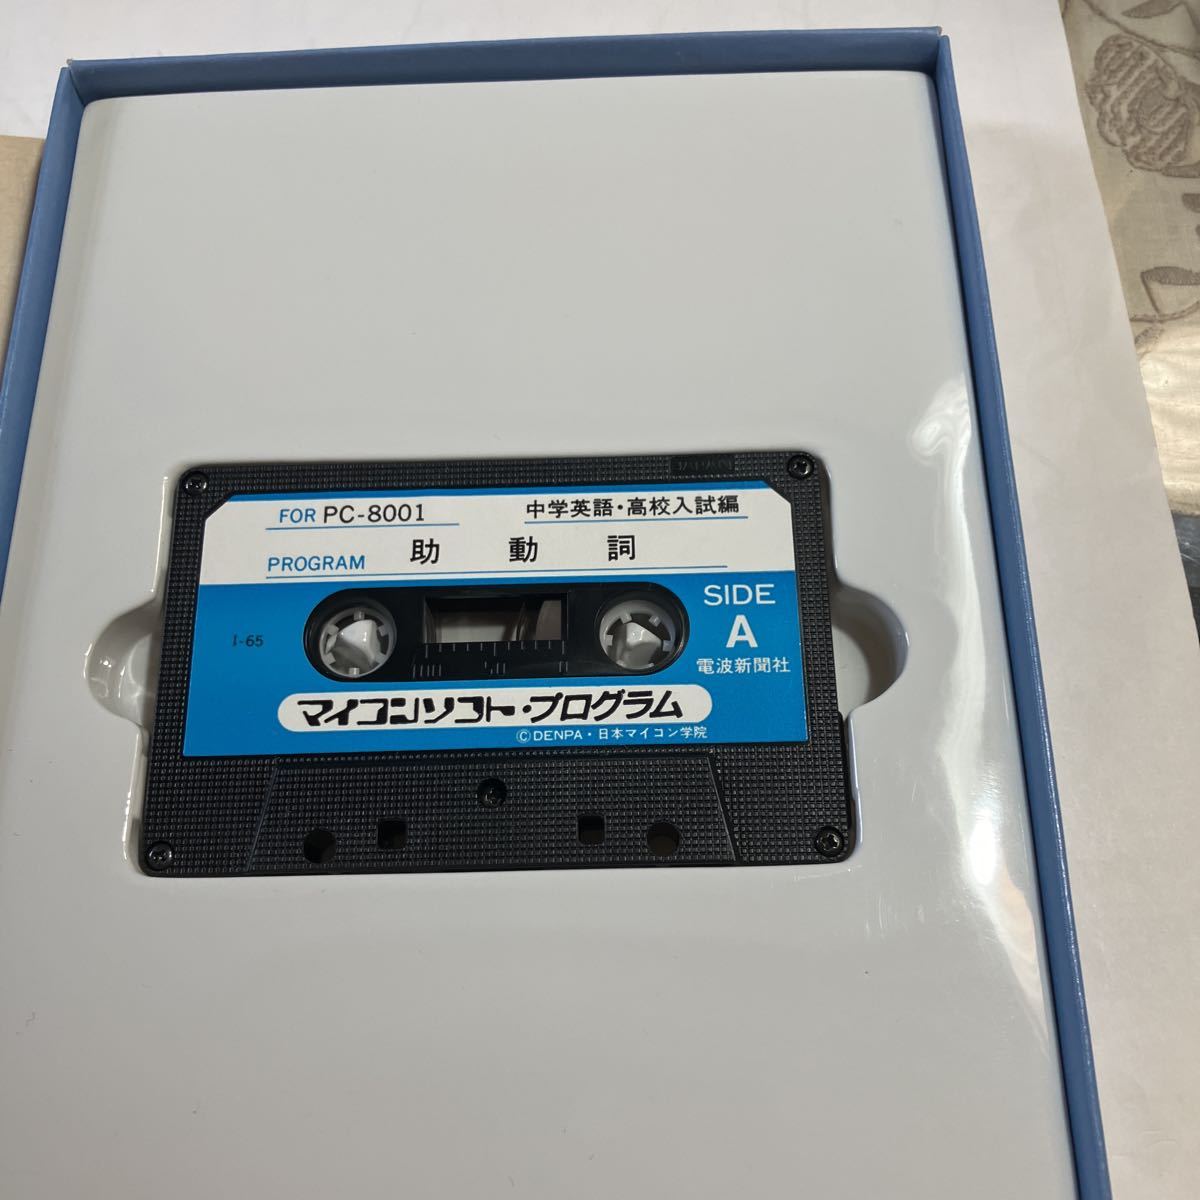 JAPAN
FOR PC-8001 中学英語・高校入試編
PROGRAM 助動詞
SIDE
A
I-65
電波新聞社
マイコンソフト・プログラム
©DENPA・日本マイコン学院